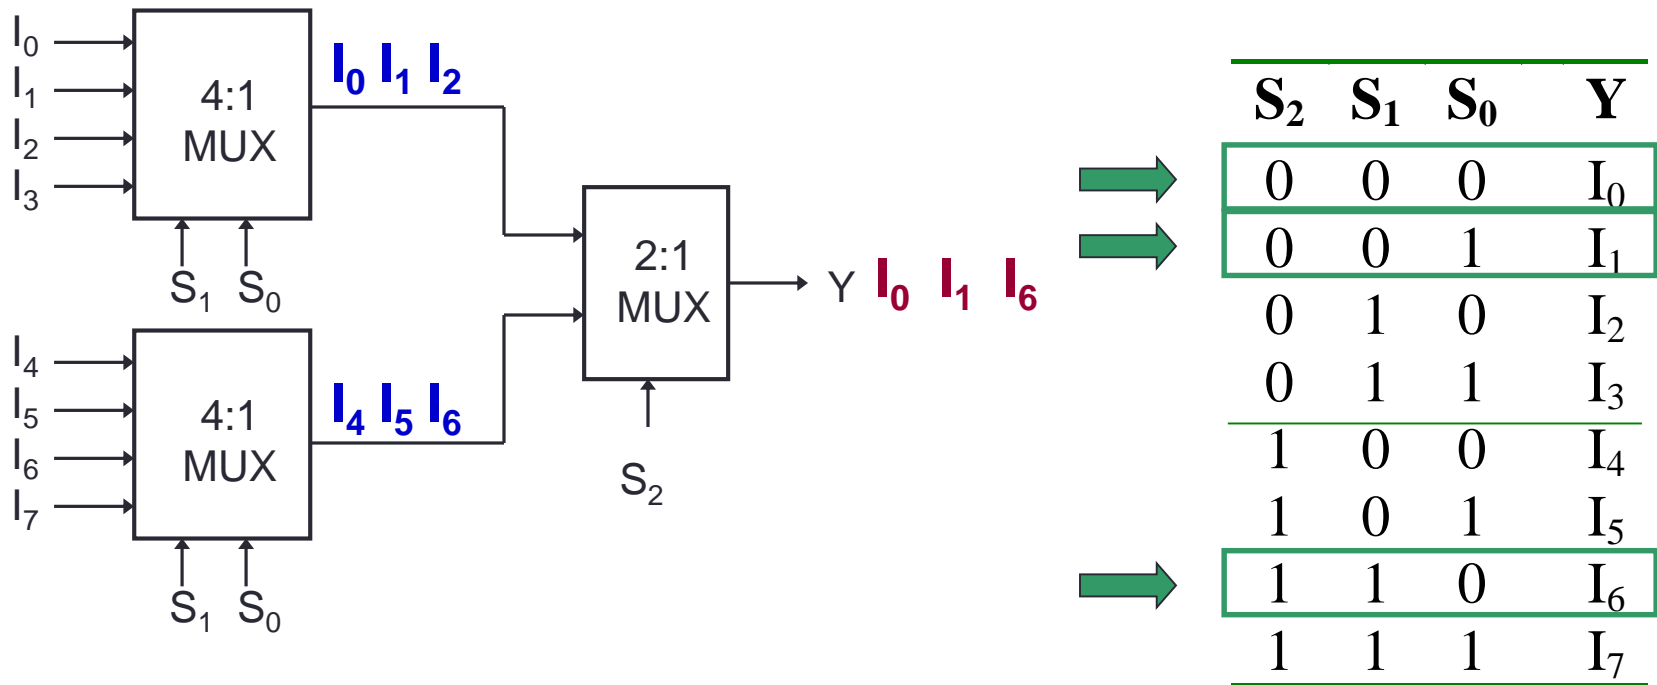 I₀
I₁
I₂
I₃
4:1
MUX
I₀ I₁ I₂
S₁ S₀
I₄
I₅
I₆
I₇
4:1
MUX
I₄ I₅ I₆
S₁ S₀
2:1
MUX
S₂
Y I₀ I₁ I₆
S₂ S₁ S₀ Y
0 0 0 I₀
0 0 1 I₁
0 1 0 I₂
0 1 1 I₃
1 0 0 I₄
1 0 1 I₅
1 1 0 I₆
1 1 1 I₇